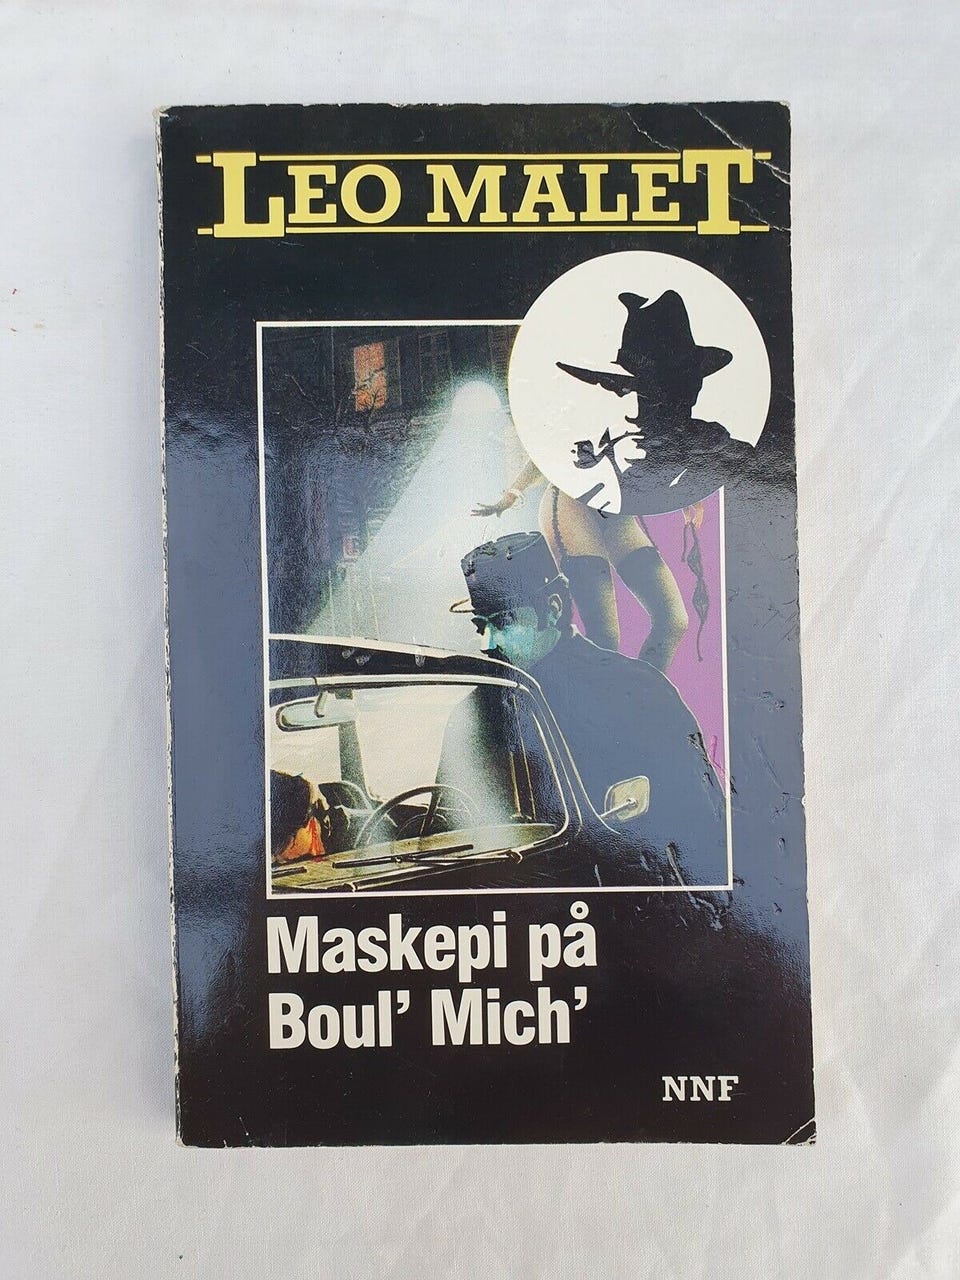 LEO MALET
Maskepi på
Boul' Mich'
NNF